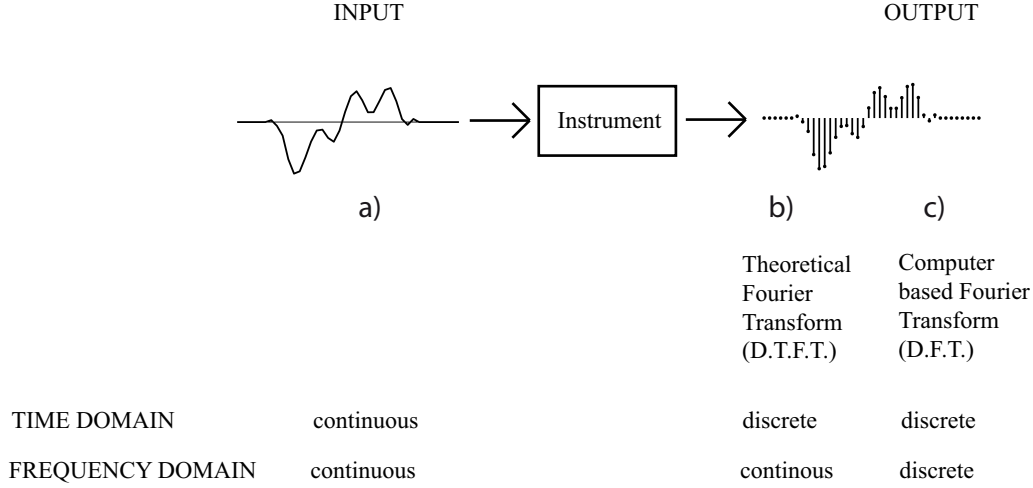 INPUT
OUTPUT
Instrument
a)
b)
c)
Theoretical
Fourier
Transform
(D.T.F.T.)
Computer
based Fourier
Transform
(D.F.T.)
TIME DOMAIN continuous discrete discrete
FREQUENCY DOMAIN continuous continous discrete